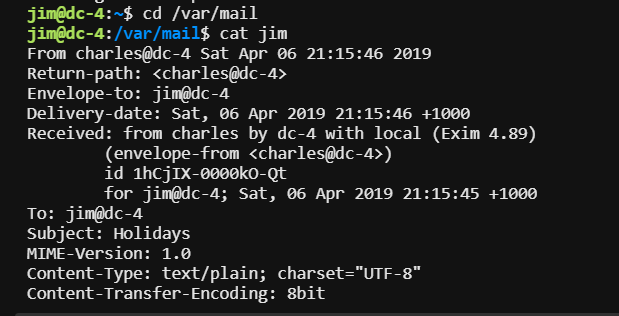 jim@dc-4:~$ cd /var/mail
jim@dc-4:/var/mail$ cat jim
From charles@dc-4 Sat Apr 06 21:15:46 2019
Return-path: <charles@dc-4>
Envelope-to: jim@dc-4
Delivery-date: Sat, 06 Apr 2019 21:15:46 +1000
Received: from charles by dc-4 with local (Exim 4.89)
        (envelope-from <charles@dc-4>)
        id 1hCjIX-0000kO-Qt
        for jim@dc-4; Sat, 06 Apr 2019 21:15:45 +1000
To: jim@dc-4
Subject: Holidays
MIME-Version: 1.0
Content-Type: text/plain; charset="UTF-8"
Content-Transfer-Encoding: 8bit